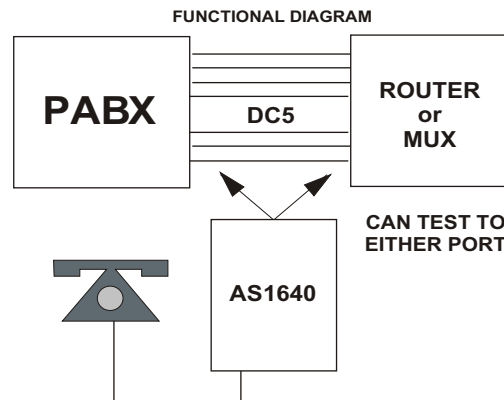 FUNCTIONAL DIAGRAM
PABX
DC5
ROUTER
or
MUX
CAN TEST TO
EITHER PORT
AS1640